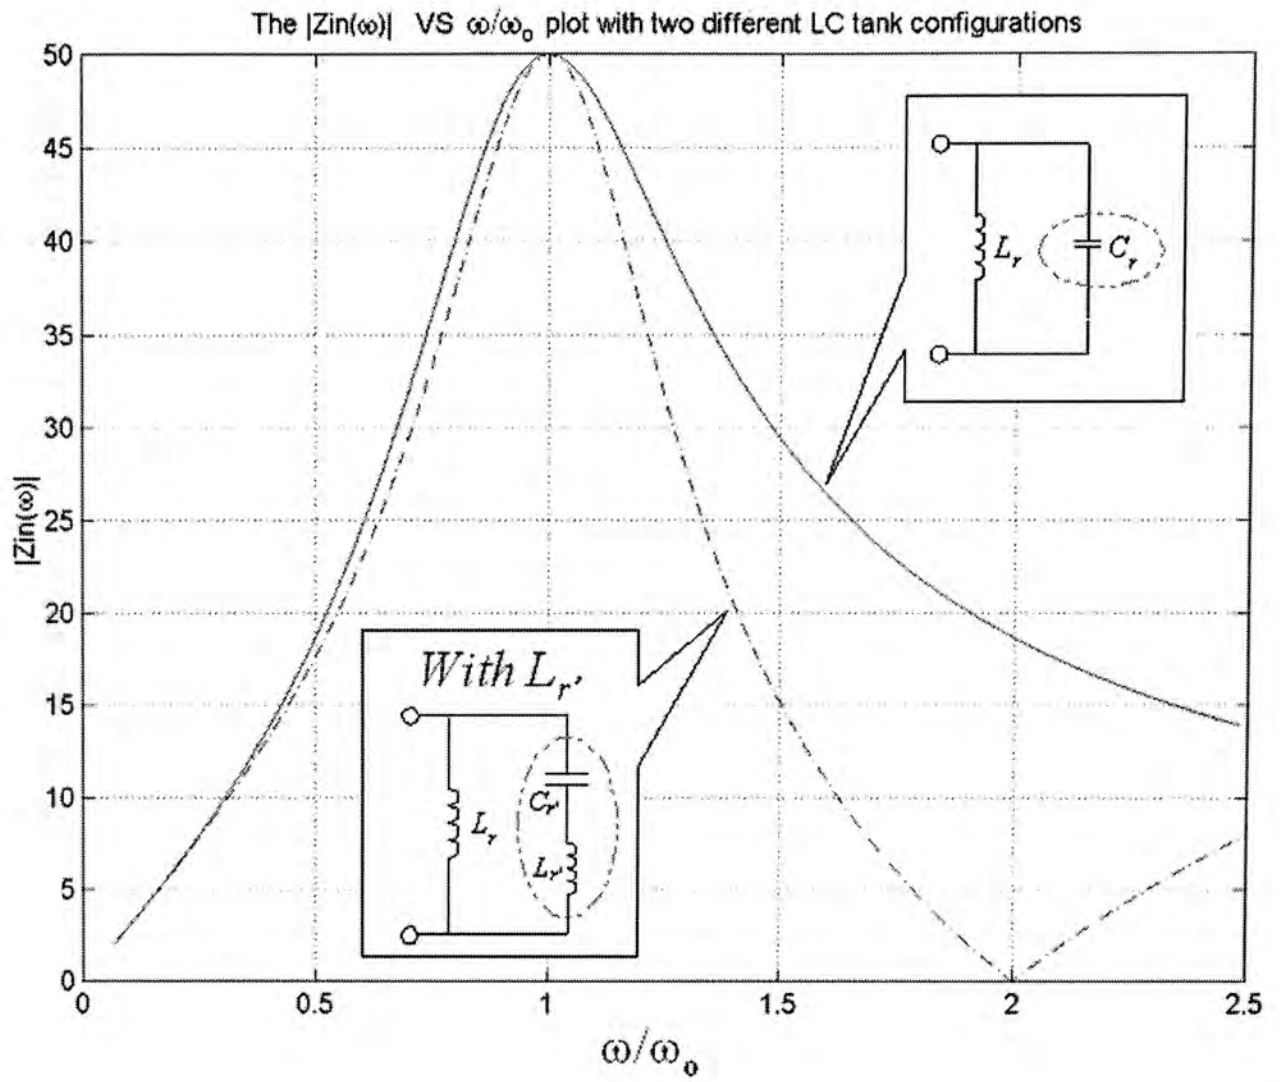 The |Zin(ω)| VS ω/ω₀ plot with two different LC tank configurations
|Zin(ω)|
50
45
40
35
30
25
20
15
10
5
0
Lᵣ
Cᵣ
With Lᵣ'
Cᵣ'
Lᵣ
Lᵣ'
0
0.5
1
1.5
2
2.5
ω/ω₀